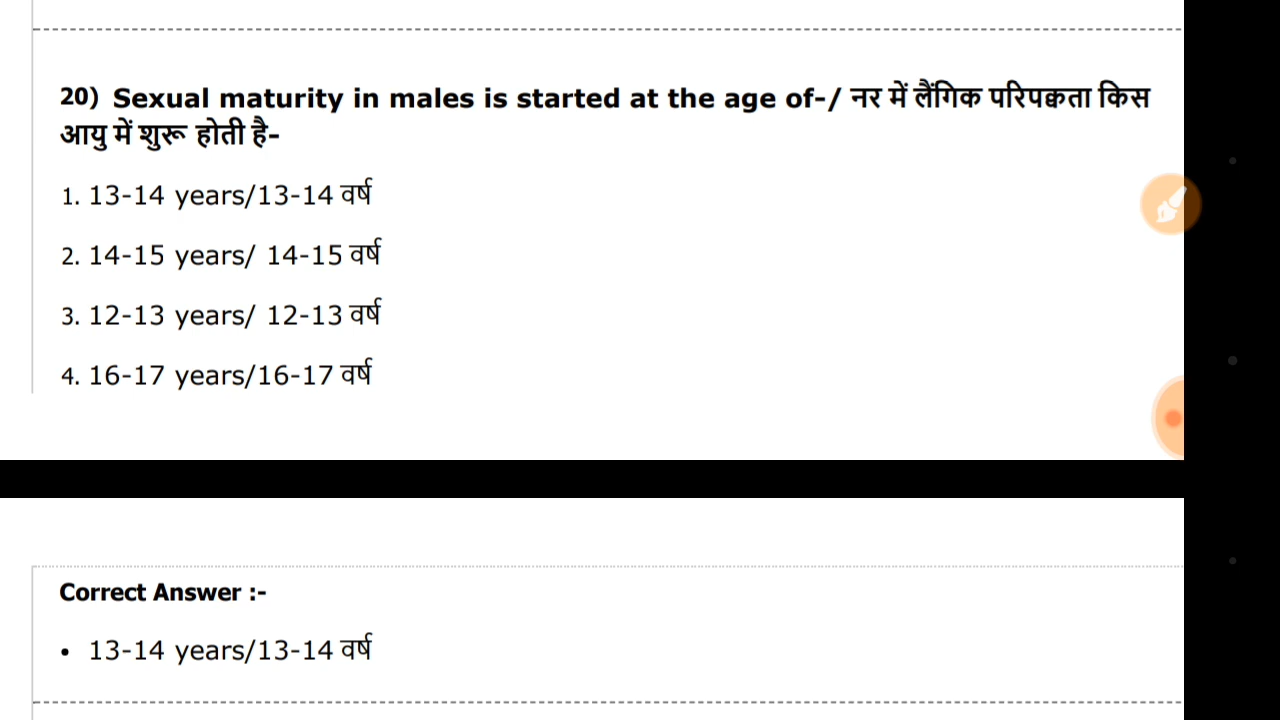 20) Sexual maturity in males is started at the age of-/ नर में लैंगिक परिपक्वता किस
आयु में शुरू होती है-
1. 13-14 years/13-14 वर्ष
2. 14-15 years/ 14-15 वर्ष
3. 12-13 years/ 12-13 वर्ष
4. 16-17 years/16-17 वर्ष
Correct Answer :-
• 13-14 years/13-14 वर्ष